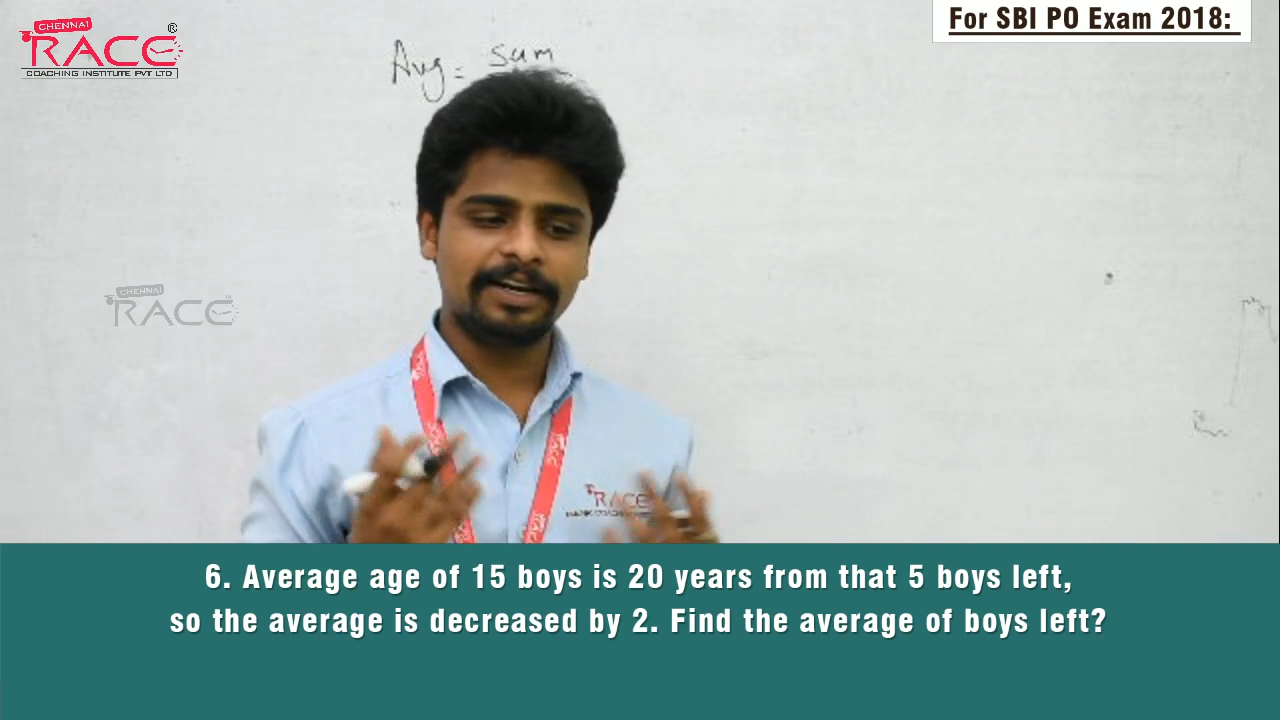 CHENNAI
RACE
COACHING INSTITUTE PVT LTD
For SBI PO Exam 2018:
Avg = sum
CHENNAI
RACE
RACE
6. Average age of 15 boys is 20 years from that 5 boys left,
so the average is decreased by 2. Find the average of boys left?